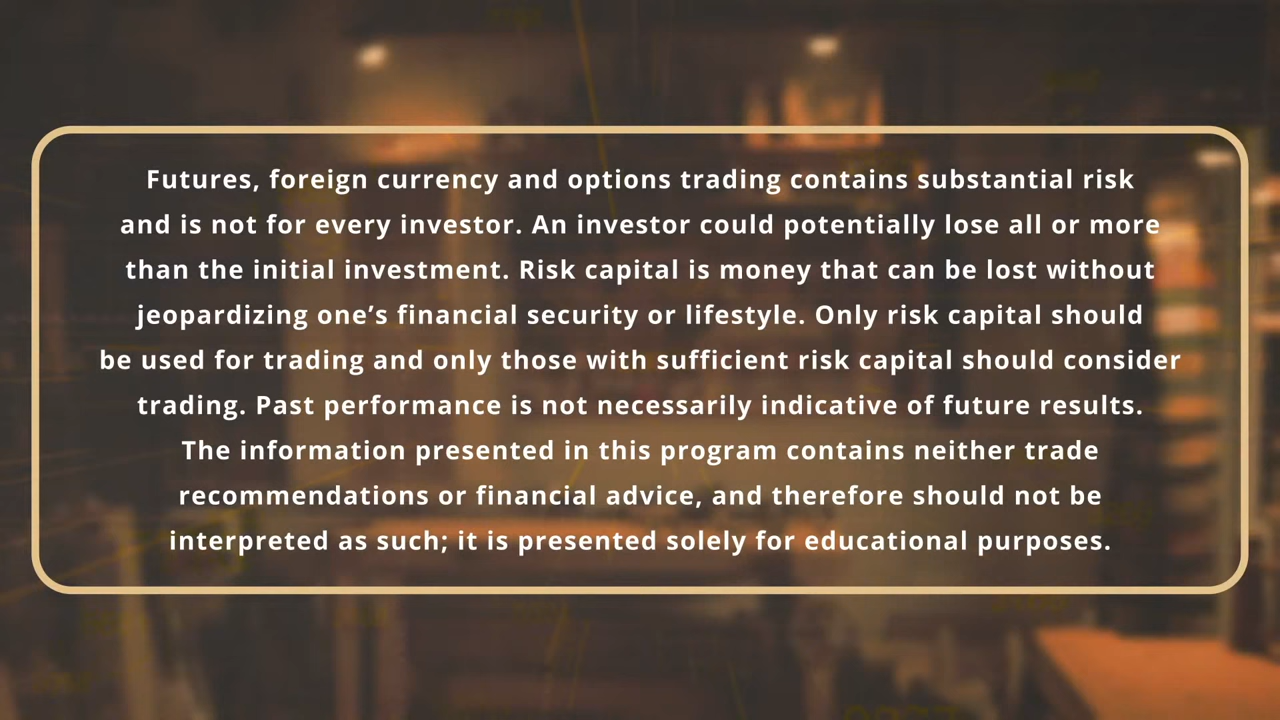 Futures, foreign currency and options trading contains substantial risk
and is not for every investor. An investor could potentially lose all or more
than the initial investment. Risk capital is money that can be lost without
jeopardizing one’s financial security or lifestyle. Only risk capital should
be used for trading and only those with sufficient risk capital should consider
trading. Past performance is not necessarily indicative of future results.
The information presented in this program contains neither trade
recommendations or financial advice, and therefore should not be
interpreted as such; it is presented solely for educational purposes.